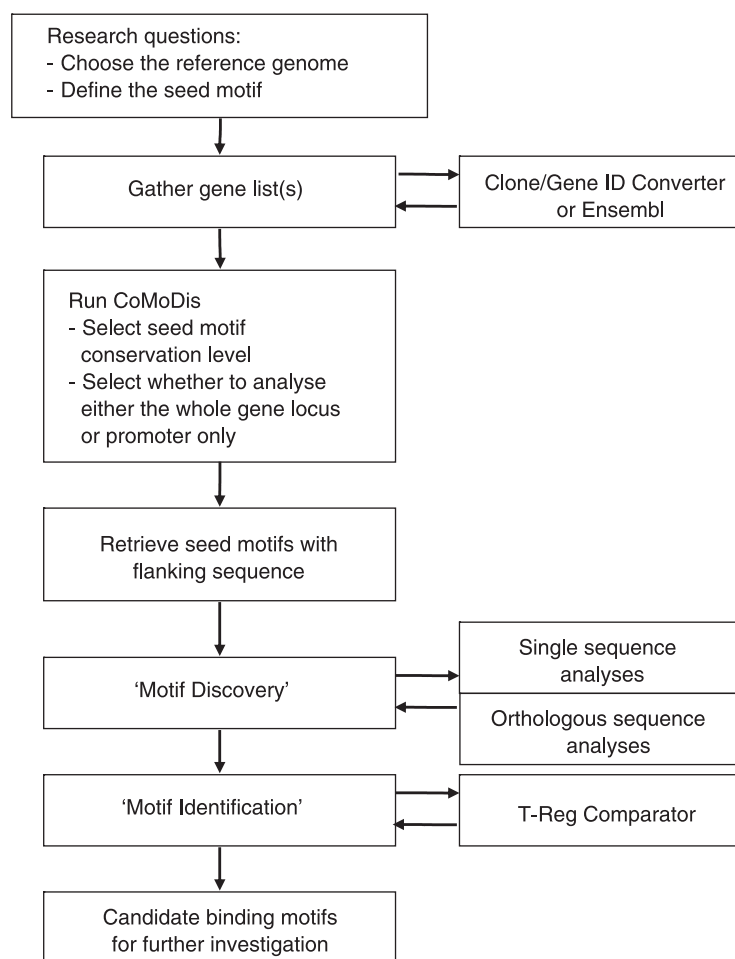 Research questions:
- Choose the reference genome
- Define the seed motif
Gather gene list(s)
Clone/Gene ID Converter
or Ensembl
Run CoMoDis
- Select seed motif
conservation level
- Select whether to analyse
either the whole gene locus
or promoter only
Retrieve seed motifs with
flanking sequence
'Motif Discovery'
Single sequence
analyses
Orthologous sequence
analyses
'Motif Identification'
T-Reg Comparator
Candidate binding motifs
for further investigation